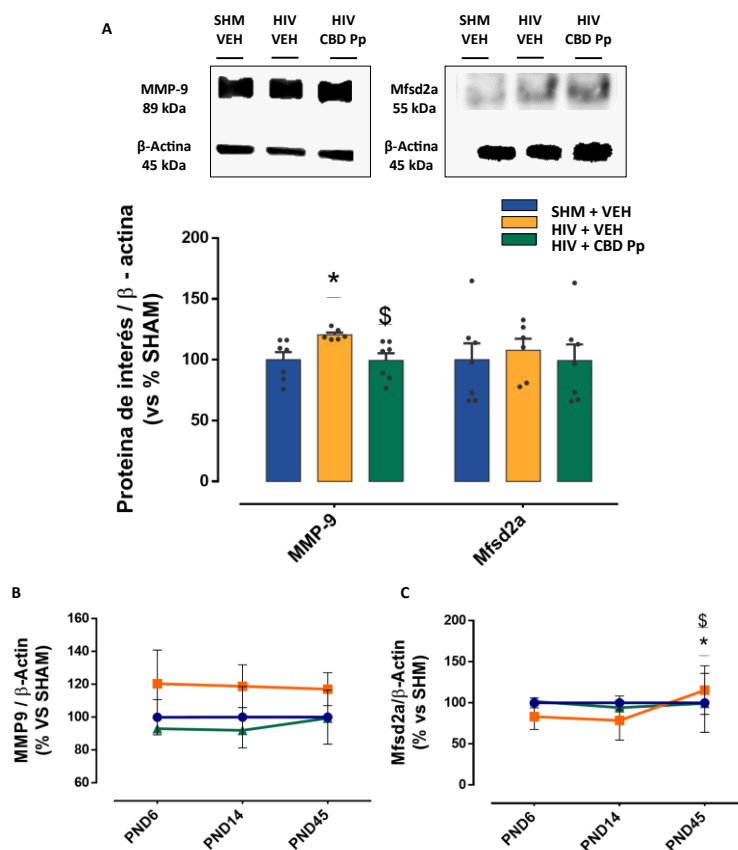 A
SHM HIV HIV
VEH VEH CBD Pp
MMP-9
89 kDa
β-Actina
45 kDa
SHM HIV HIV
VEH VEH CBD Pp
Mfsd2a
55 kDa
β-Actina
45 kDa
SHM + VEH
HIV + VEH
HIV + CBD Pp
Proteina de interés / β - actina
(vs % SHAM)
200
150
100
50
0
*
$
MMP-9
Mfsd2a
B
MMP9 / β-Actin
(% VS SHAM)
160
140
120
100
80
60
PND6
PND14
PND45
C
Mfsd2a/β-Actin
(% vs SHM)
200
150
100
50
0
$
*
PND6
PND14
PND45